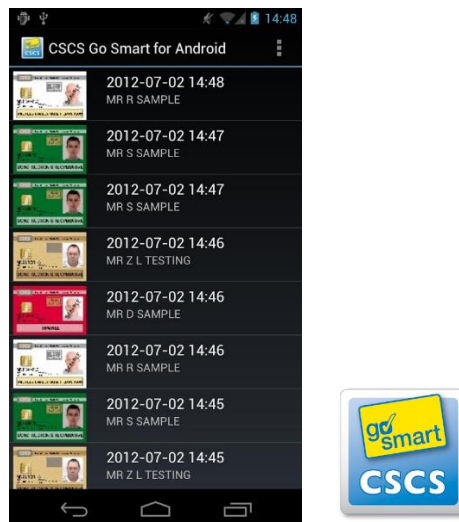 14:48
CSCS Go Smart for Android
2012-07-02 14:48
MR R SAMPLE
2012-07-02 14:47
MR S SAMPLE
2012-07-02 14:47
MR S SAMPLE
2012-07-02 14:46
MR Z L TESTING
2012-07-02 14:46
MR D SAMPLE
2012-07-02 14:46
MR R SAMPLE
2012-07-02 14:45
MR S SAMPLE
2012-07-02 14:45
MR Z L TESTING
go
smart
CSCS